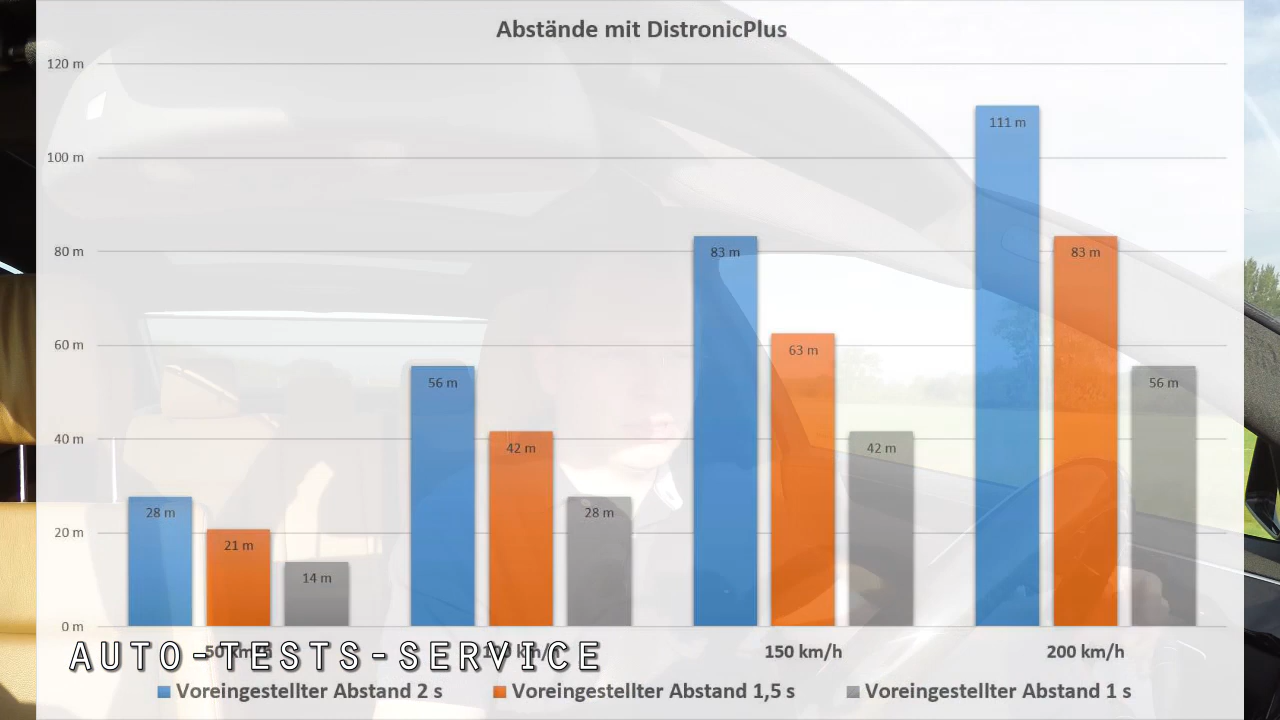 Abstände mit DistronicPlus
120 m
111 m
100 m
80 m
83 m
83 m
60 m
63 m
56 m
56 m
40 m
42 m
42 m
28 m
28 m
20 m
21 m
14 m
0 m
50 km/h
150 km/h
200 km/h
AUTO-TESTS-SERVICE
Voreingestellter Abstand 2 s
Voreingestellter Abstand 1,5 s
Voreingestellter Abstand 1 s